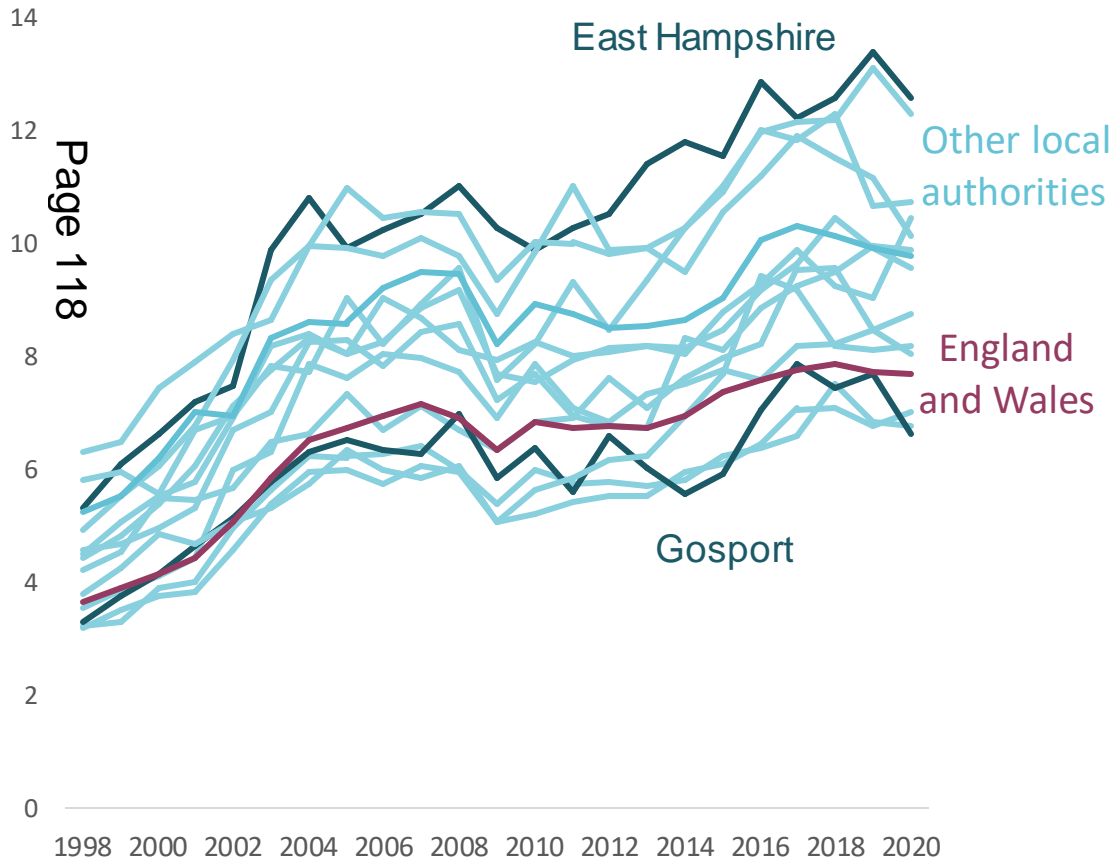 14
East Hampshire
12
Page 118
Other local
authorities
10
8
England
and Wales
6
Gosport
4
2
0
1998 2000 2002 2004 2006 2008 2010 2012 2014 2016 2018 2020